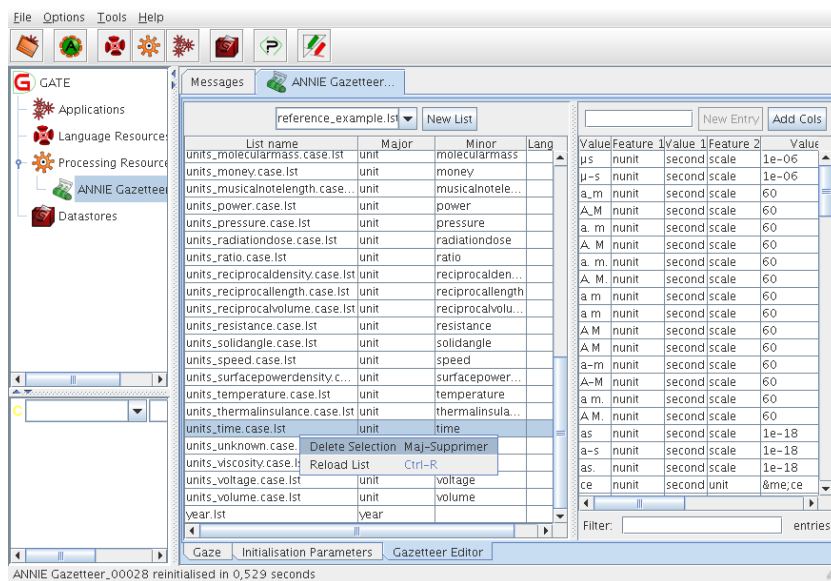 File Options Tools Help
GATE
Applications
Language Resources
Processing Resource
ANNIE Gazetteer
Datastores
C
Messages ANNIE Gazetteer...
reference_example.lst New List
List name Major Minor Lang
units_molecularmass.case.lst unit molecularmass
units_money.case.lst unit money
units_musicalnotelength.case... unit musicalnotele...
units_power.case.lst unit power
units_pressure.case.lst unit pressure
units_radiationdose.case.lst unit radiationdose
units_ratio.case.lst unit ratio
units_reciprocaldensity.case.lst unit reciprocalden...
units_reciprocallength.case.lst unit reciprocallength
units_reciprocalvolume.case.lst unit reciprocalvolu...
units_resistance.case.lst unit resistance
units_solidangle.case.lst unit solidangle
units_speed.case.lst unit speed
units_surfacepowerdensity.c... unit surfacepower...
units_temperature.case.lst unit temperature
units_thermalinsulance.case.lst unit thermalinsula...
units_time.case.lst unit time
units_unknown.case.
units_viscosity.case.l
units_voltage.case.lst unit voltage
units_volume.case.lst unit volume
year.lst year
Delete Selection Maj-Supprimer
Reload List Ctrl-R
New Entry Add Cols
Value Feature 1 Value 1 Feature 2 Value
µs nunit second scale 1e-06
µ-s nunit second scale 1e-06
a_m nunit second scale 60
A_M nunit second scale 60
a. m nunit second scale 60
A. M nunit second scale 60
a. m. nunit second scale 60
A. M. nunit second scale 60
a m nunit second scale 60
a m nunit second scale 60
A M nunit second scale 60
A M nunit second scale 60
a-m nunit second scale 60
A-M nunit second scale 60
a m. nunit second scale 60
A M. nunit second scale 60
as nunit second scale 1e-18
a-s nunit second scale 1e-18
as. nunit second scale 1e-18
ce nunit second unit &me;ce
Filter: entries
Gaze Initialisation Parameters Gazetteer Editor
ANNIE Gazetteer_00028 reinitialised in 0,529 seconds